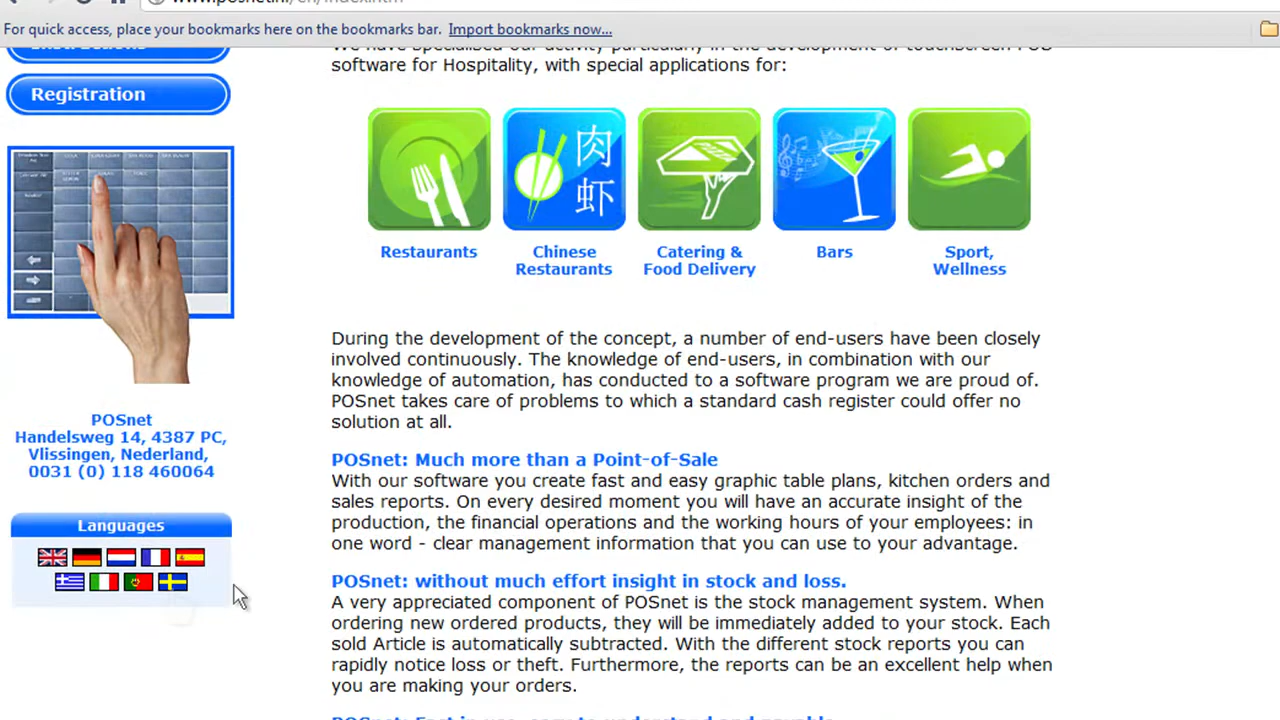 For quick access, place your bookmarks here on the bookmarks bar. Import bookmarks now...
Registration
software for Hospitality, with special applications for:
肉
虾
Restaurants
Chinese
Restaurants
Catering &
Food Delivery
Bars
Sport,
Wellness
During the development of the concept, a number of end-users have been closely
involved continuously. The knowledge of end-users, in combination with our
knowledge of automation, has conducted to a software program we are proud of.
POSnet takes care of problems to which a standard cash register could offer no
solution at all.
POSnet
Handelsweg 14, 4387 PC,
Vlissingen, Nederland,
0031 (0) 118 460064
POSnet: Much more than a Point-of-Sale
With our software you create fast and easy graphic table plans, kitchen orders and
sales reports. On every desired moment you will have an accurate insight of the
production, the financial operations and the working hours of your employees: in
one word - clear management information that you can use to your advantage.
Languages
POSnet: without much effort insight in stock and loss.
A very appreciated component of POSnet is the stock management system. When
ordering new ordered products, they will be immediately added to your stock. Each
sold Article is automatically subtracted. With the different stock reports you can
rapidly notice loss or theft. Furthermore, the reports can be an excellent help when
you are making your orders.